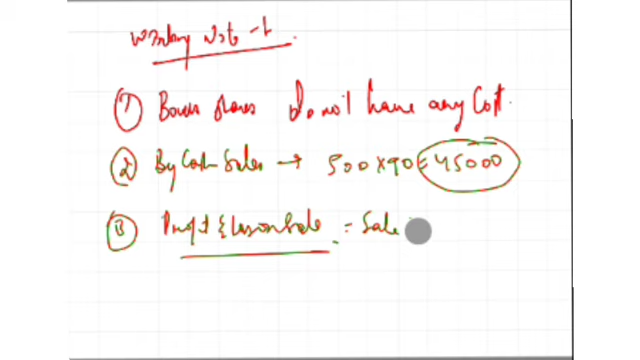 Working Note -1
① Bonus shares do not have any Cost.
② By Cash Sales → 500 x 90 = 45000
③ Profit & Loss on Sale = Sale